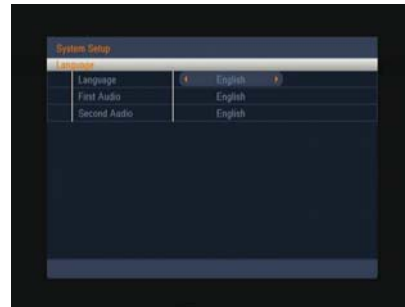 System Setup
Language
Language English
First Audio English
Second Audio English